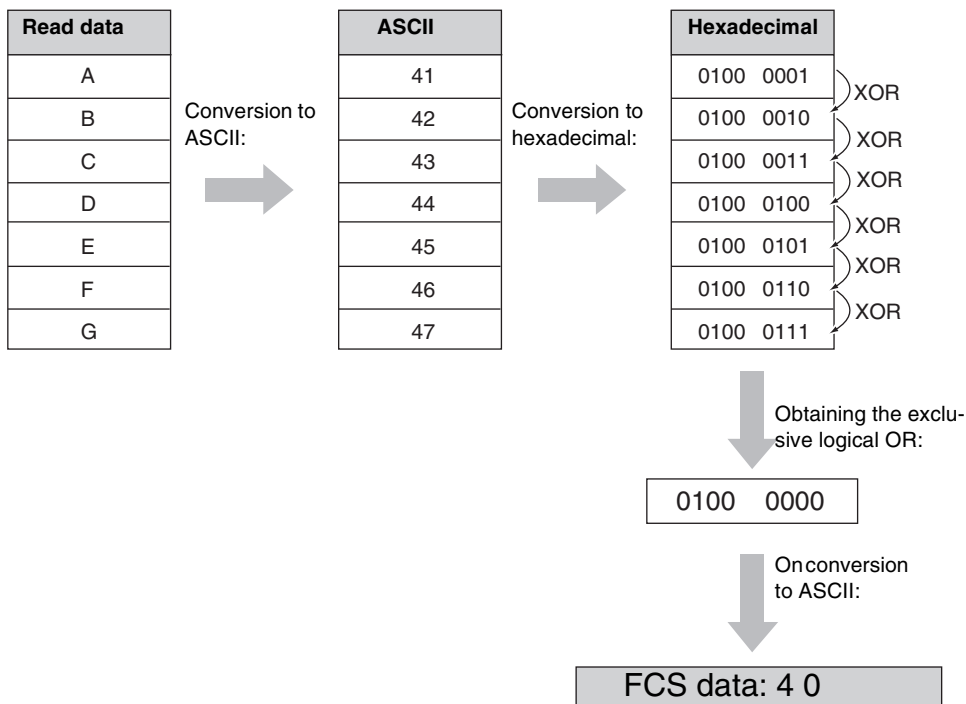 Read data
A
B
C
D
E
F
G
Conversion to
ASCII:
ASCII
41
42
43
44
45
46
47
Conversion to
hexadecimal:
Hexadecimal
0100 0001
0100 0010
0100 0011
0100 0100
0100 0101
0100 0110
0100 0111
XOR
XOR
XOR
XOR
XOR
XOR
Obtaining the exclu-
sive logical OR:
0100 0000
On conversion
to ASCII:
FCS data: 4 0